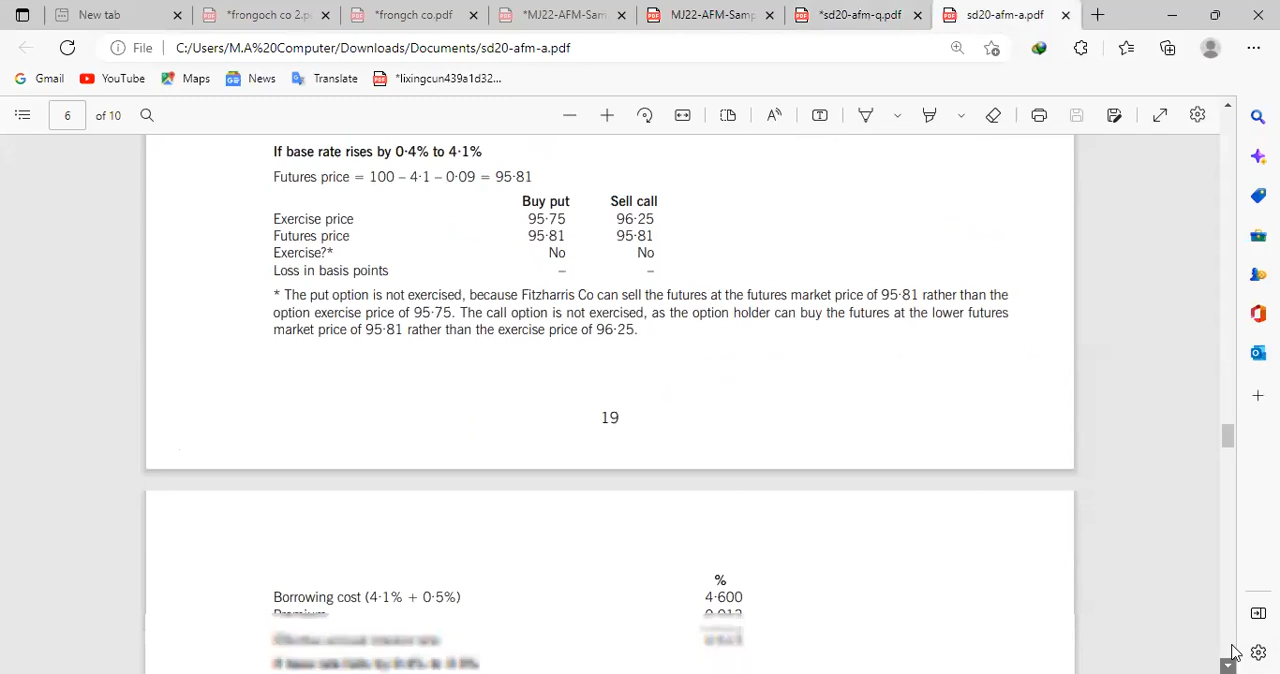 New tab
*frongoch co 2.p
*frongch co.pdf
*MJ22-AFM-Sam
MJ22-AFM-Samp
*sd20-afm-q.pdf
sd20-afm-a.pdf
File
C:/Users/M.A%20Computer/Downloads/Documents/sd20-afm-a.pdf
Gmail
YouTube
Maps
News
Translate
*lixingcun439a1d32...
6 of 10
If base rate rises by 0·4% to 4·1%
Futures price = 100 – 4·1 – 0·09 = 95·81
Buy put Sell call
Exercise price 95·75 96·25
Futures price 95·81 95·81
Exercise?* No No
Loss in basis points – –
* The put option is not exercised, because Fitzharris Co can sell the futures at the futures market price of 95·81 rather than the
option exercise price of 95·75. The call option is not exercised, as the option holder can buy the futures at the lower futures
market price of 95·81 rather than the exercise price of 96·25.
19
%
Borrowing cost (4·1% + 0·5%) 4·600
Premium